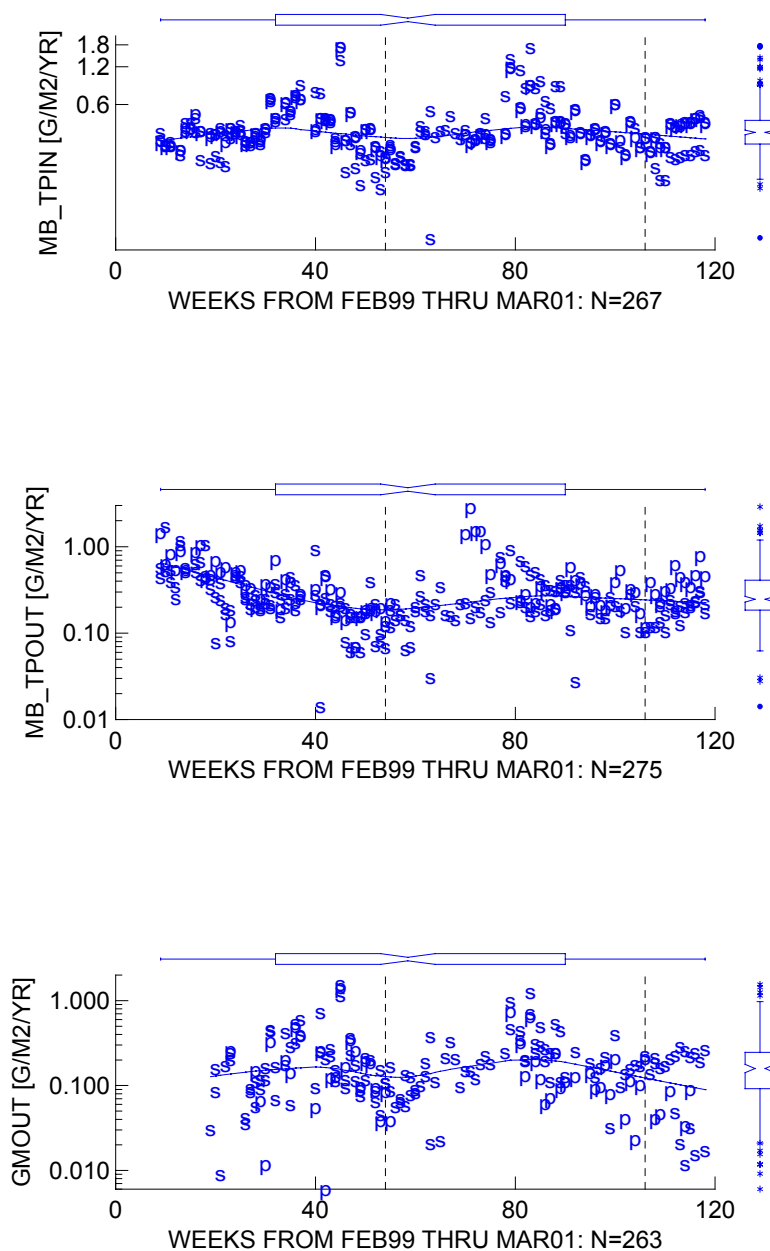 1.8
1.2
0.6
MB_TPIN [G/M2/YR]
0 40 80 120
WEEKS FROM FEB99 THRU MAR01: N=267
1.00
0.10
0.01
MB_TPOUT [G/M2/YR]
0 40 80 120
WEEKS FROM FEB99 THRU MAR01: N=275
1.000
0.100
0.010
GMOUT [G/M2/YR]
0 40 80 120
WEEKS FROM FEB99 THRU MAR01: N=263